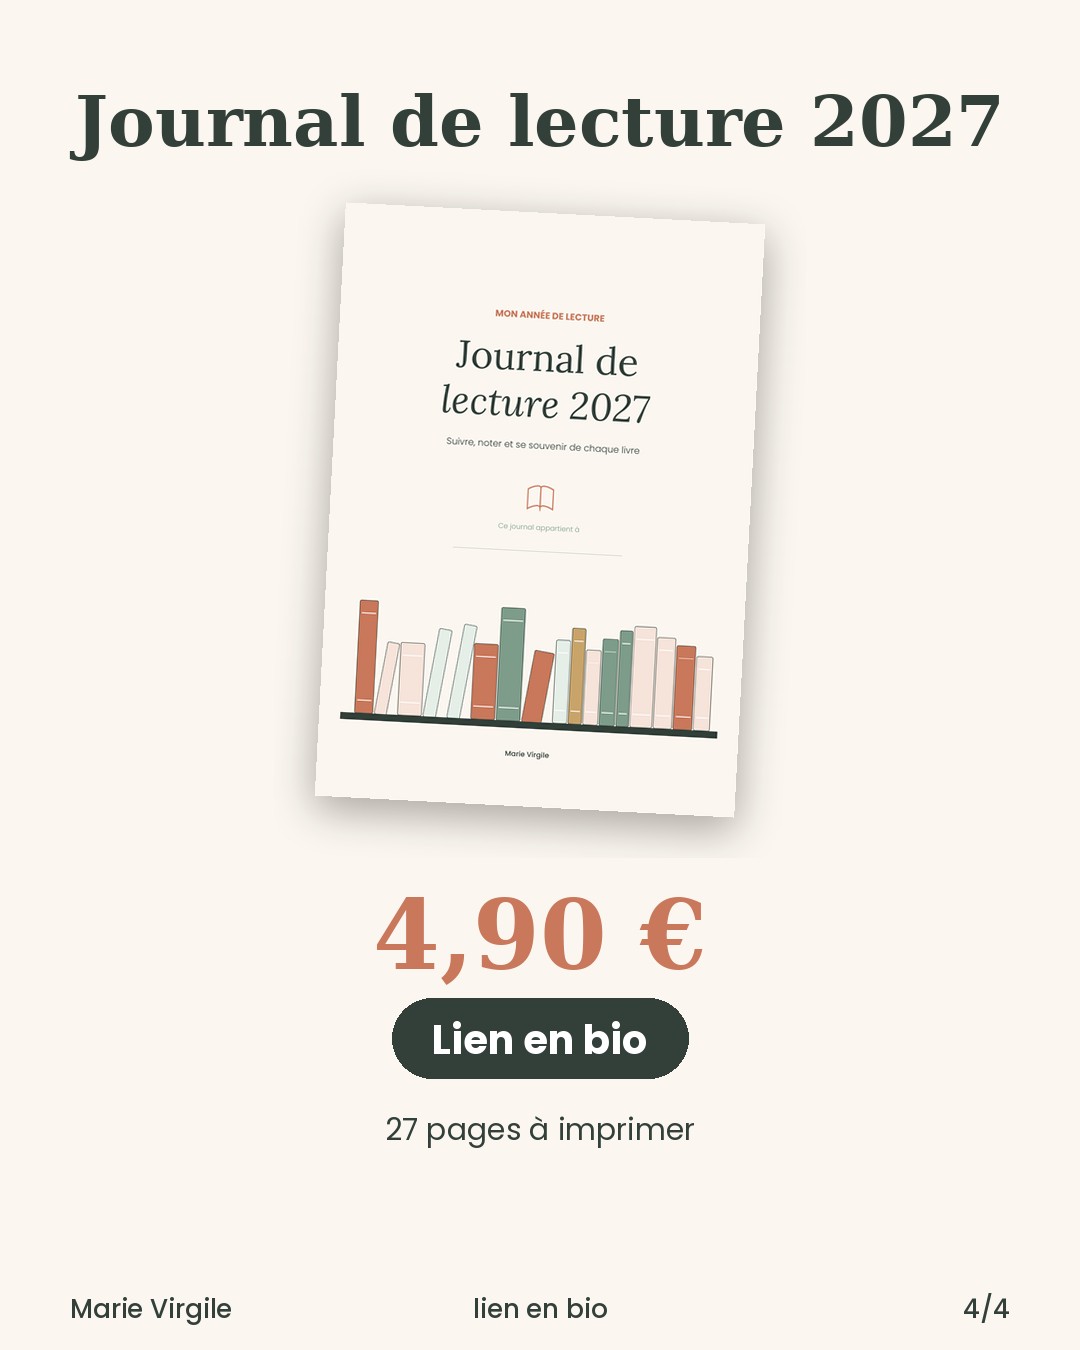 Journal de lecture 2027
MON ANNÉE DE LECTURE
Journal de
lecture 2027
Suivre, noter et se souvenir de chaque livre
Ce journal appartient à
Marie Virgile
4,90 €
Lien en bio
27 pages à imprimer
Marie Virgile
lien en bio
4/4